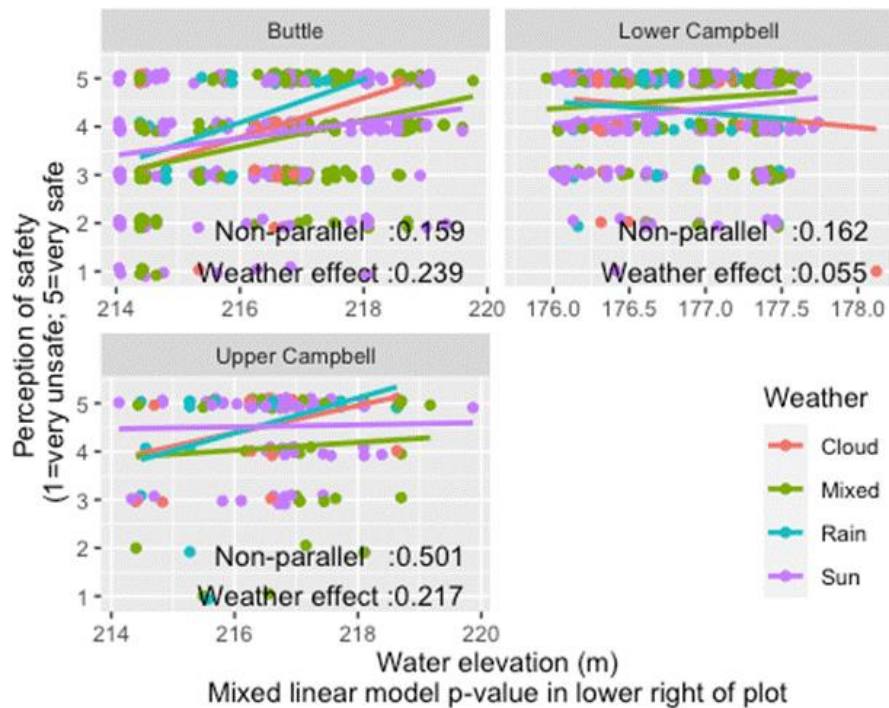 Buttle
Lower Campbell
5
4
3
2
1
Non-parallel :0.159
Weather effect :0.239
Non-parallel :0.162
Weather effect :0.055
214
216
218
220
176.0
176.5
177.0
177.5
178.0
Upper Campbell
5
4
3
2
1
Non-parallel :0.501
Weather effect :0.217
214
216
218
220
Perception of safety
(1=very unsafe; 5=very safe
Weather
Cloud
Mixed
Rain
Sun
Water elevation (m)
Mixed linear model p-value in lower right of plot